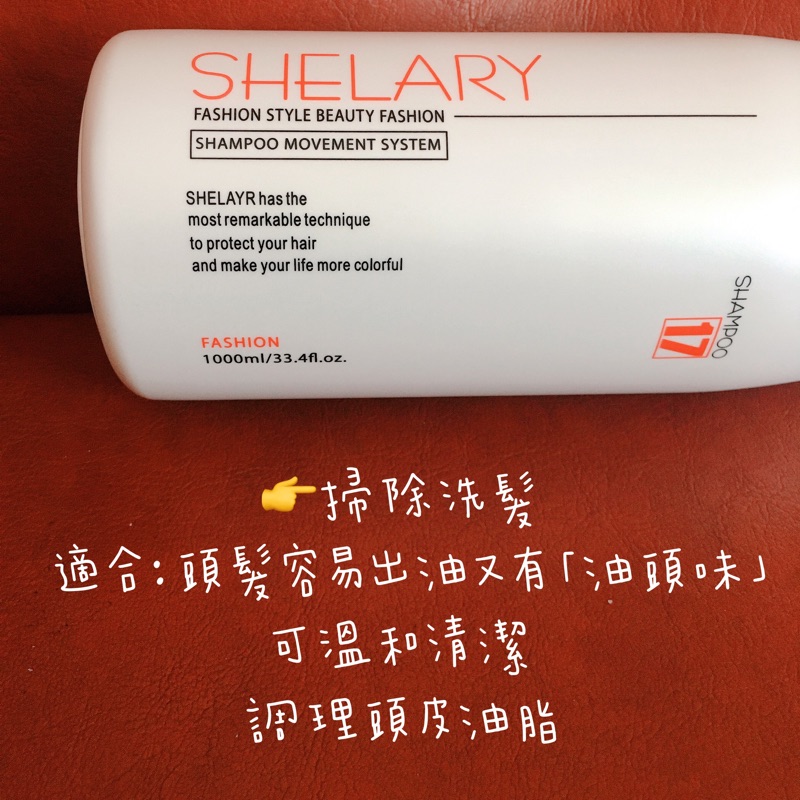 SHELARY
FASHION STYLE BEAUTY FASHION
SHAMPOO MOVEMENT SYSTEM
SHELAYR has the
most remarkable technique
to protect your hair
and make your life more colorful
SHAMPOO
17
FASHION
1000ml/33.4fl.oz.
👉掃除洗髮
適合:頭髮容易出油又有「油頭味」
可溫和清潔
調理頭皮油脂